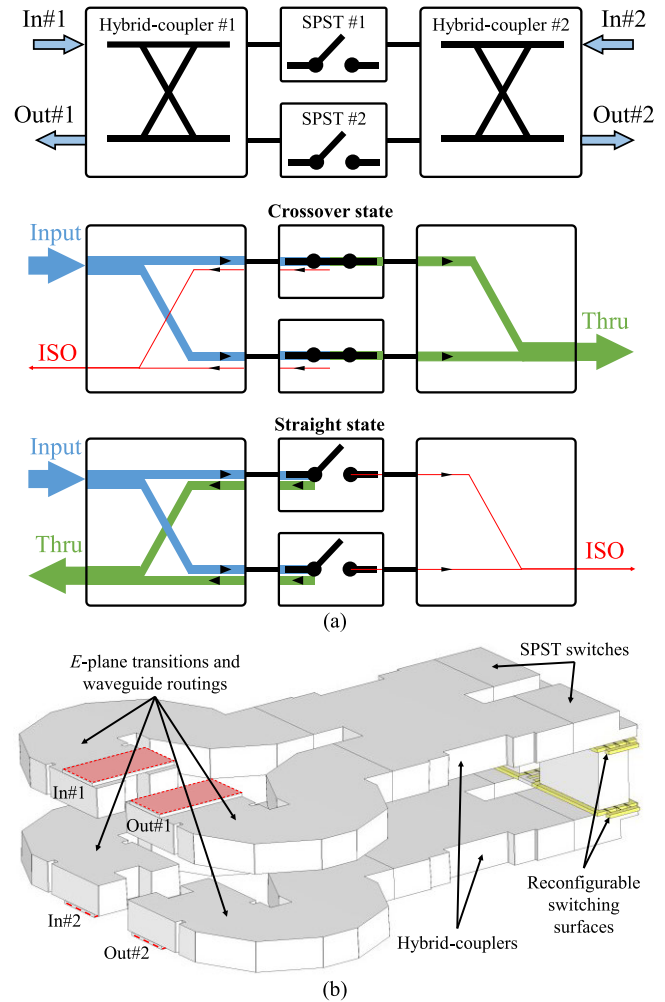 In#1
Hybrid-coupler #1
SPST #1
Hybrid-coupler #2
In#2
Out#1
SPST #2
Out#2
Crossover state
Input
Thru
ISO
Straight state
Input
Thru
ISO
(a)
E-plane transitions and
waveguide routings
SPST switches
In#1
Out#1
In#2
Out#2
Hybrid-couplers
Reconfigurable
switching
surfaces
(b)